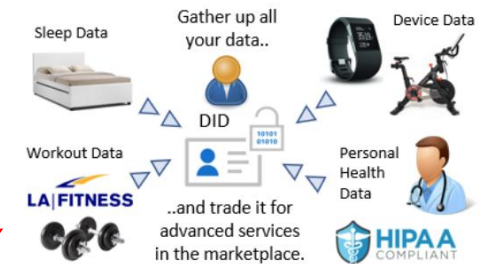 Sleep Data
Gather up all
your data..
Device Data
DID
10101
01010
Workout Data
LA|FITNESS
Personal
Health
Data
..and trade it for
advanced services
in the marketplace.
HIPAA
COMPLIANT